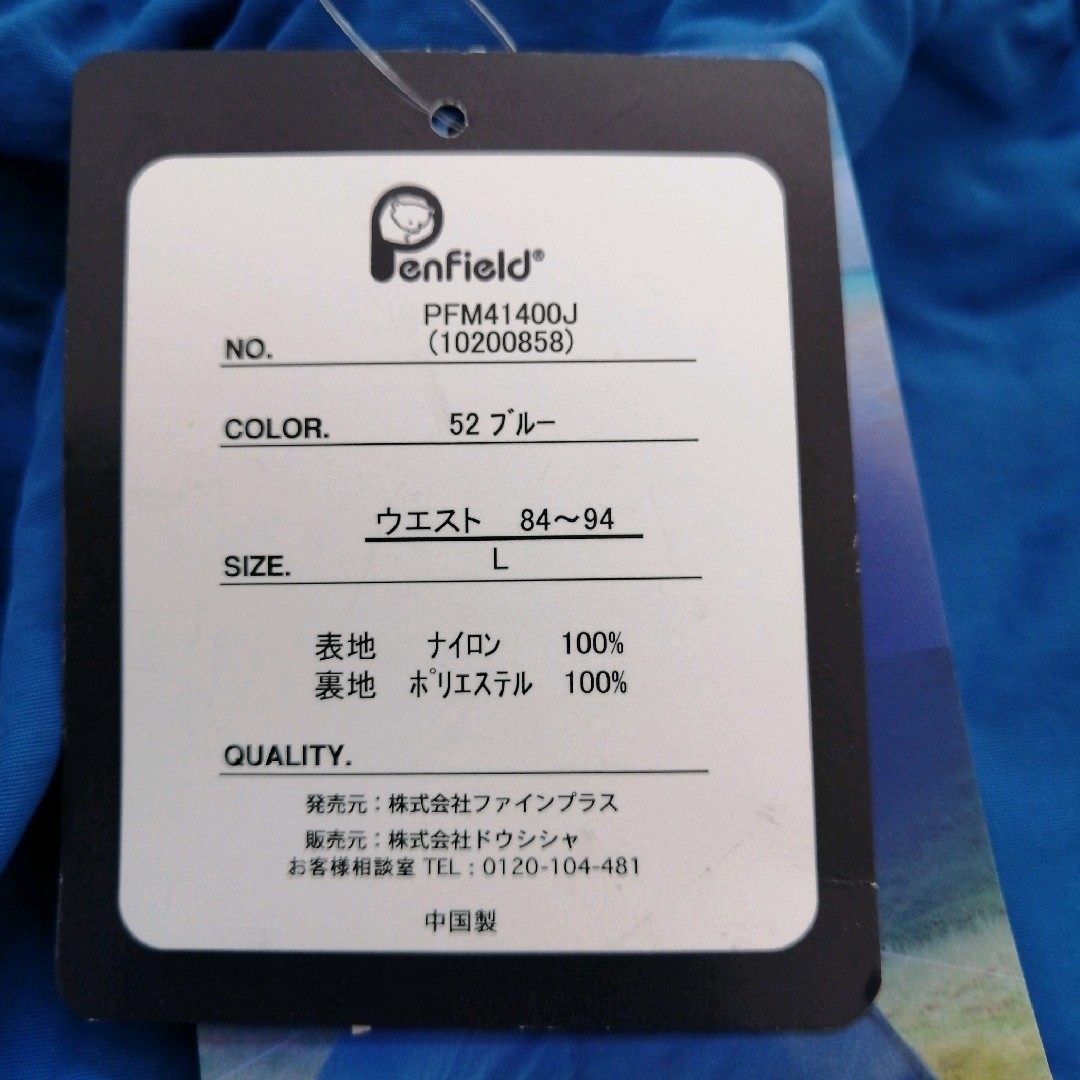 Penfield®
PFM41400J
NO. (10200858)
COLOR. 52 ブルー
ウエスト 84～94
SIZE. L
表地 ナイロン 100%
裏地 ポリエステル 100%
QUALITY.
発売元：株式会社ファインプラス
販売元：株式会社ドウシシャ
お客様相談室 TEL：0120-104-481
中国製